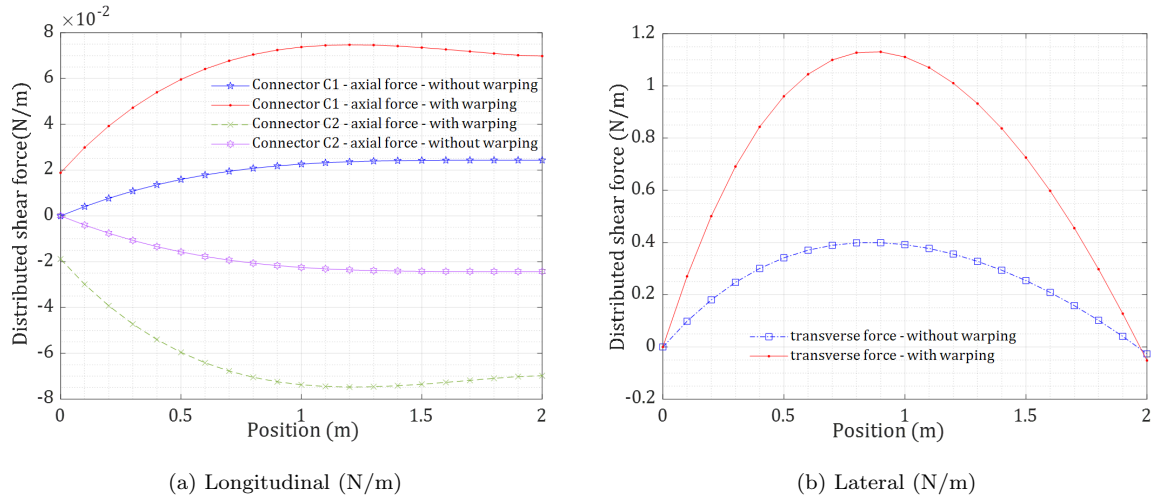 ×10⁻²
8
6
4
2
0
-2
-4
-6
-8
0
0.5
1
1.5
2
Distributed shear force(N/m)
Position (m)
Connector C1 - axial force - without warping
Connector C1 - axial force - with warping
Connector C2 - axial force - with warping
Connector C2 - axial force - without warping
(a) Longitudinal (N/m)
1.2
1
0.8
0.6
0.4
0.2
0
-0.2
0
0.5
1
1.5
2
Distributed shear force (N/m)
Position (m)
transverse force - without warping
transverse force - with warping
(b) Lateral (N/m)